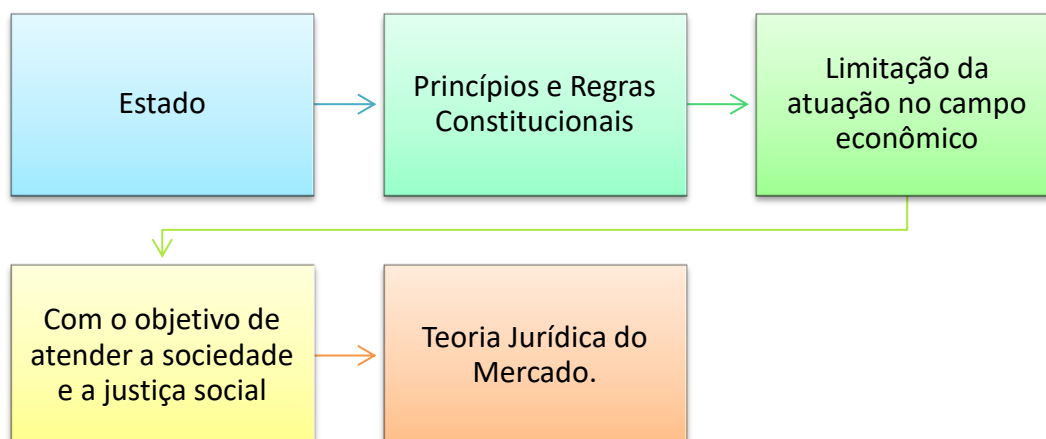 Estado
Princípios e Regras
Constitucionais
Limitação da
atuação no campo
econômico
Com o objetivo de
atender a sociedade
e a justiça social
Teoria Jurídica do
Mercado.